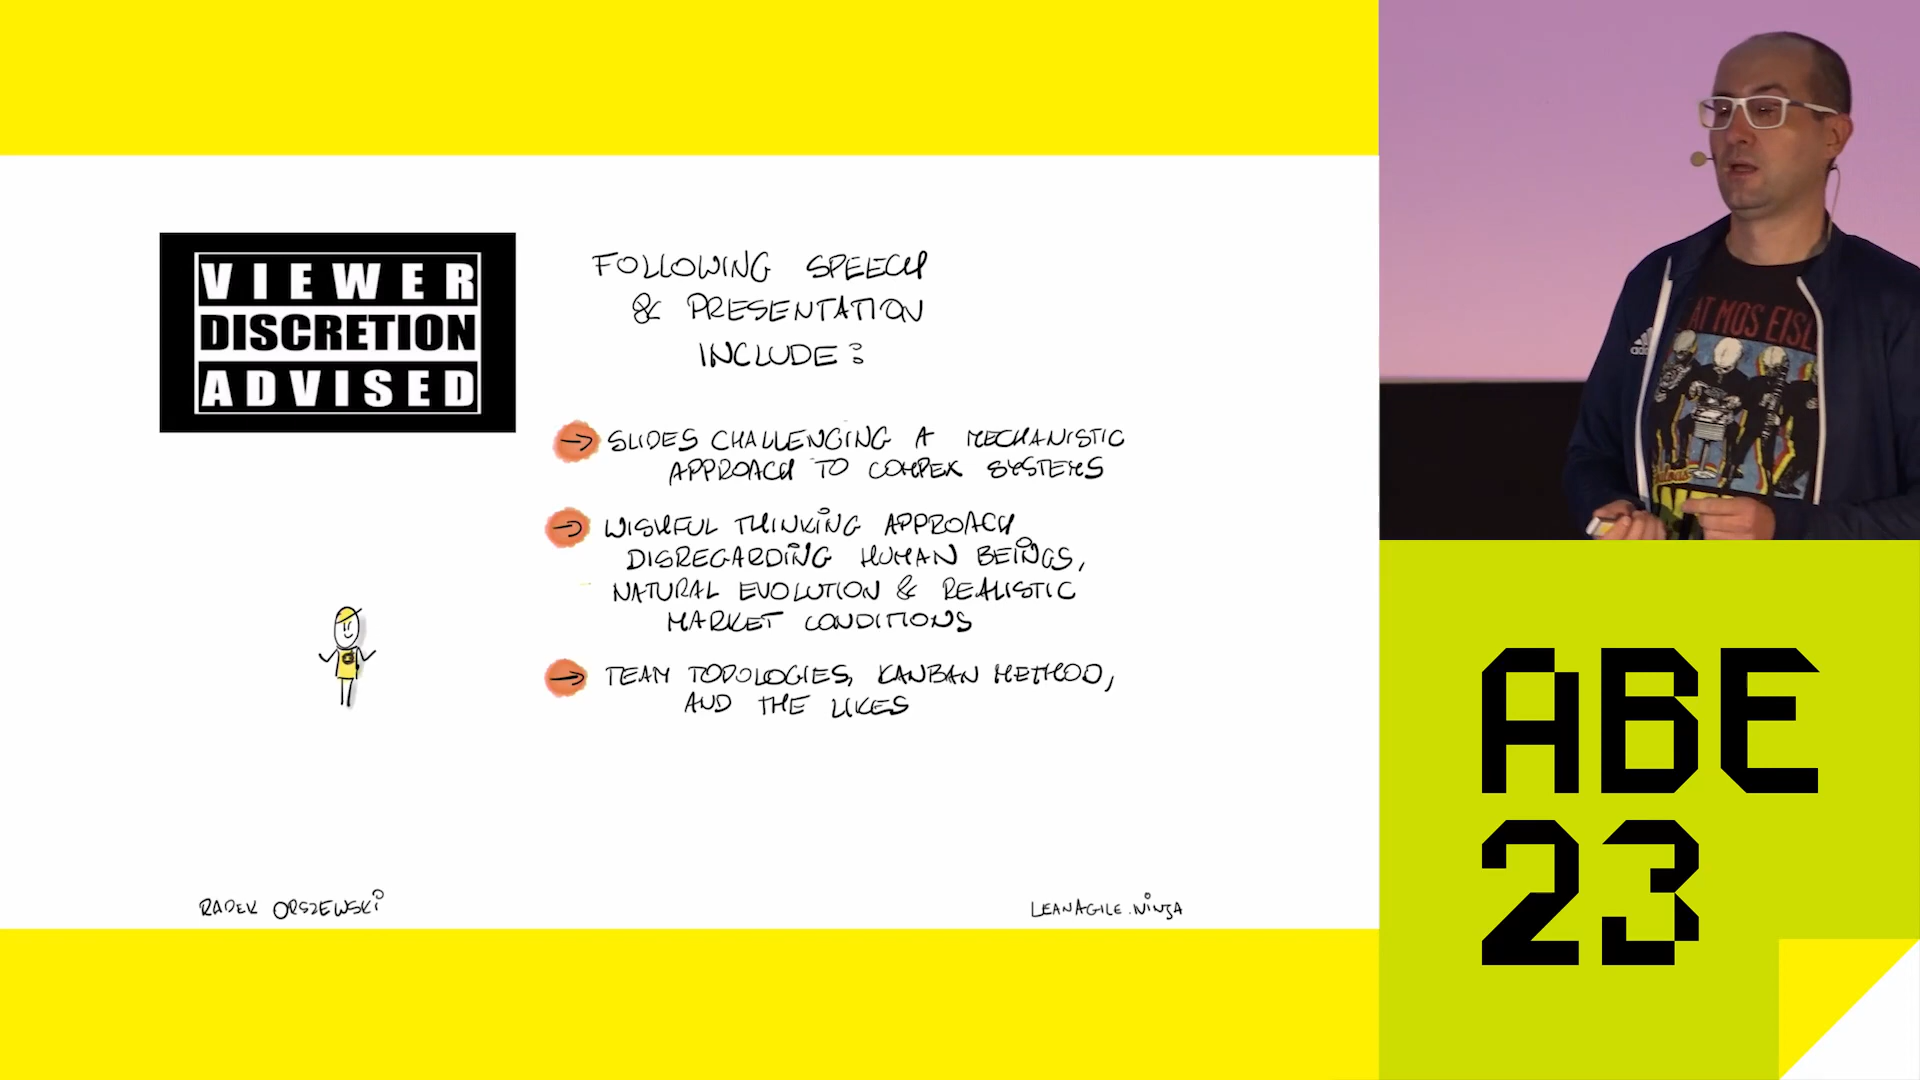 VIEWER
DISCRETION
ADVISED
FOLLOWING SPEECH
& PRESENTATION
INCLUDE:
→ SLIDES CHALLENGING A MECHANISTIC
APPROACH TO COMPEX SYSTEMS
→ WISHFUL THINKING APPROACH
DISREGARDING HUMAN BEINGS,
NATURAL EVOLUTION & REALISTIC
MARKET CONDITIONS
→ TEAM TOPOLOGIES, KANBAN METHOD,
AND THE LIKES
RADEK ORSZEWSKI
LEANAGILE.NINJA
AT MOS EISL
adidas
ABE
23